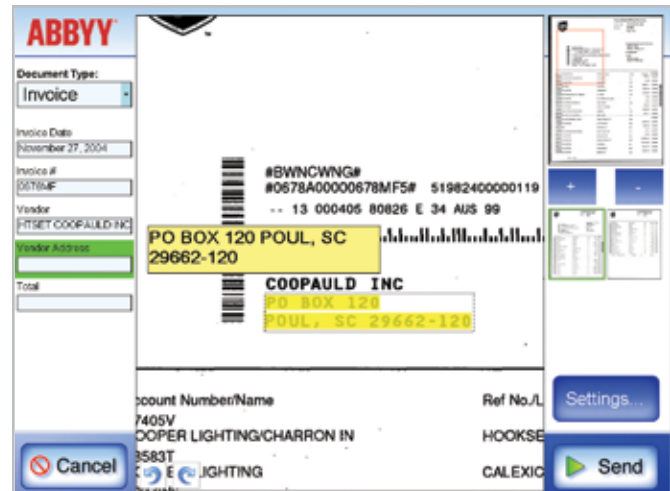 ABBYY
Document Type:
Invoice
Invoice Date
November 27, 2004
Invoice #
0678MF
Vendor
HTSET COOPAULD INC
Vendor Address
Total
Cancel
#BWNCWNG#
#0678A00000678MF5# 51982400000119
-- 13 000405 80826 E 34 AUS 99
PO BOX 120 POUL, SC
29662-120
COOPAULD INC
PO BOX 120
POUL, SC 29662-120
ccount Number/Name Ref No./L
7405V
OOPER LIGHTING/CHARRON IN HOOKSE
3583T
IGHTING CALEXIC
+ -
Settings...
Send